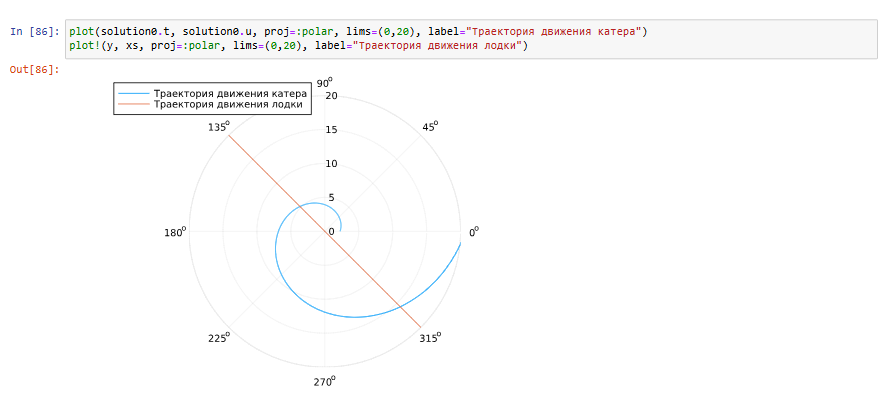 In [86]: plot(solution0.t, solution0.u, proj=:polar, lims=(0,20), label="Траектория движения катера")
plot!(y, xs, proj=:polar, lims=(0,20), label="Траектория движения лодки")
Out[86]:
90°
Траектория движения катера
Траектория движения лодки
20
135°
45°
15
10
5
180°
0
0°
225°
315°
270°